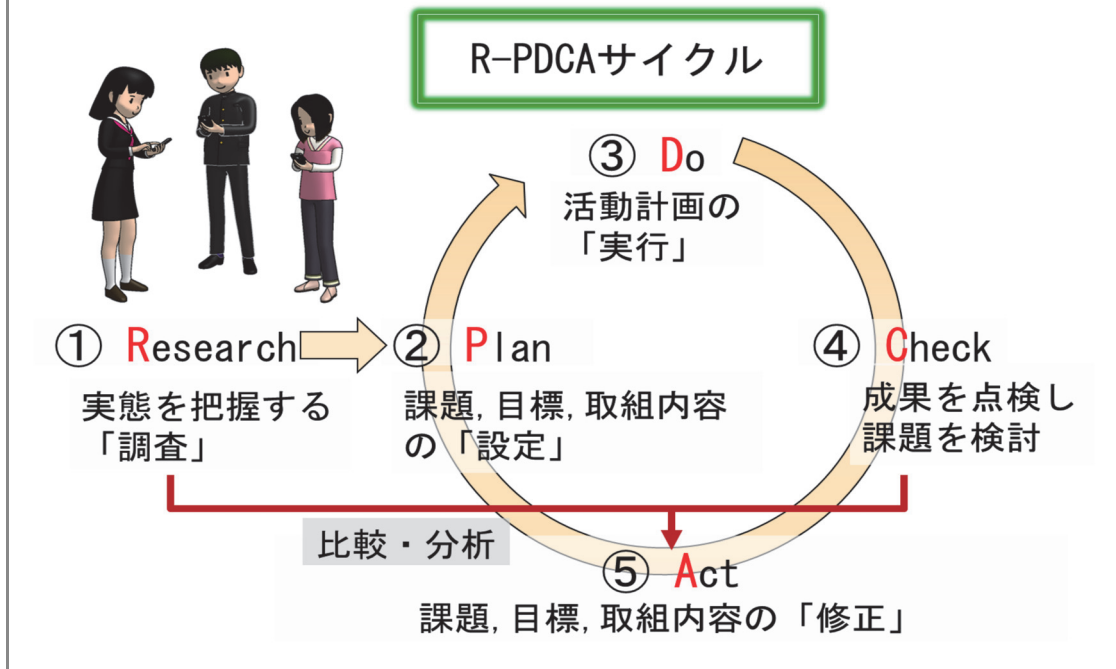 R-PDCAサイクル
③ Do
活動計画の
「実行」
① Research
実態を把握する
「調査」
② Plan
課題,目標,取組内容
の「設定」
④ Check
成果を点検し
課題を検討
比較・分析
⑤ Act
課題,目標,取組内容の「修正」